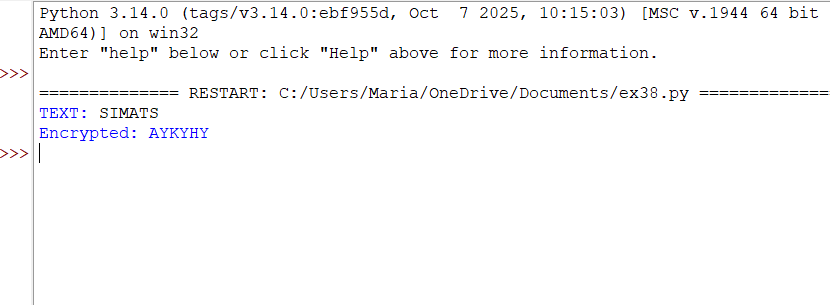 Python 3.14.0 (tags/v3.14.0:ebf955d, Oct  7 2025, 10:15:03) [MSC v.1944 64 bit
AMD64)] on win32
Enter "help" below or click "Help" above for more information.
>>>
============== RESTART: C:/Users/Maria/OneDrive/Documents/ex38.py =============
TEXT: SIMATS
Encrypted: AYKYHY
>>>